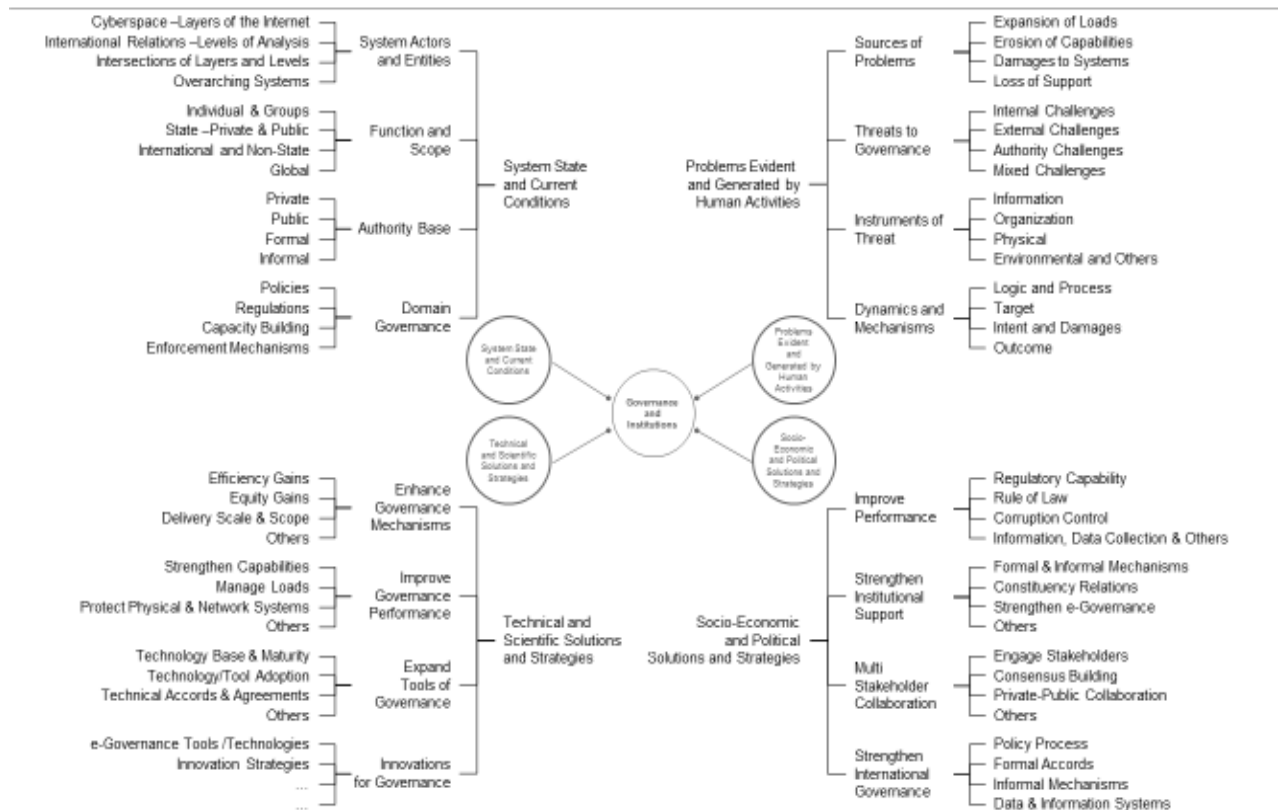 Cyberspace –Layers of the Internet
International Relations –Levels of Analysis
Intersections of Layers and Levels
Overarching Systems
System Actors
and Entities
Individual & Groups
State –Private & Public
International and Non-State
Global
Function and
Scope
Private
Public
Formal
Informal
Authority Base
Policies
Regulations
Capacity Building
Enforcement Mechanisms
Domain
Governance
System State
and Current
Conditions
Problems Evident
and Generated by
Human Activities
Sources of
Problems
Expansion of Loads
Erosion of Capabilities
Damages to Systems
Loss of Support
Threats to
Governance
Internal Challenges
External Challenges
Authority Challenges
Mixed Challenges
Instruments of
Threat
Information
Organization
Physical
Environmental and Others
Dynamics and
Mechanisms
Logic and Process
Target
Intent and Damages
Outcome
System State
and Current
Conditions
Problems
Evident
and
Generated by
Human
Activities
Governance
and
Institutions
Technical
and Scientific
Solutions and
Strategies
Socio-
Economic
and Political
Solutions and
Strategies
Efficiency Gains
Equity Gains
Delivery Scale & Scope
Others
Enhance
Governance
Mechanisms
Strengthen Capabilities
Manage Loads
Protect Physical & Network Systems
Others
Improve
Governance
Performance
Technology Base & Maturity
Technology/Tool Adoption
Technical Accords & Agreements
Others
Expand
Tools of
Governance
e-Governance Tools /Technologies
Innovation Strategies
...
...
Innovations
for Governance
Technical and
Scientific Solutions
and Strategies
Socio-Economic
and Political
Solutions and Strategies
Improve
Performance
Regulatory Capability
Rule of Law
Corruption Control
Information, Data Collection & Others
Strengthen
Institutional
Support
Formal & Informal Mechanisms
Constituency Relations
Strengthen e-Governance
Others
Multi
Stakeholder
Collaboration
Engage Stakeholders
Consensus Building
Private-Public Collaboration
Others
Strengthen
International
Governance
Policy Process
Formal Accords
Informal Mechanisms
Data & Information Systems